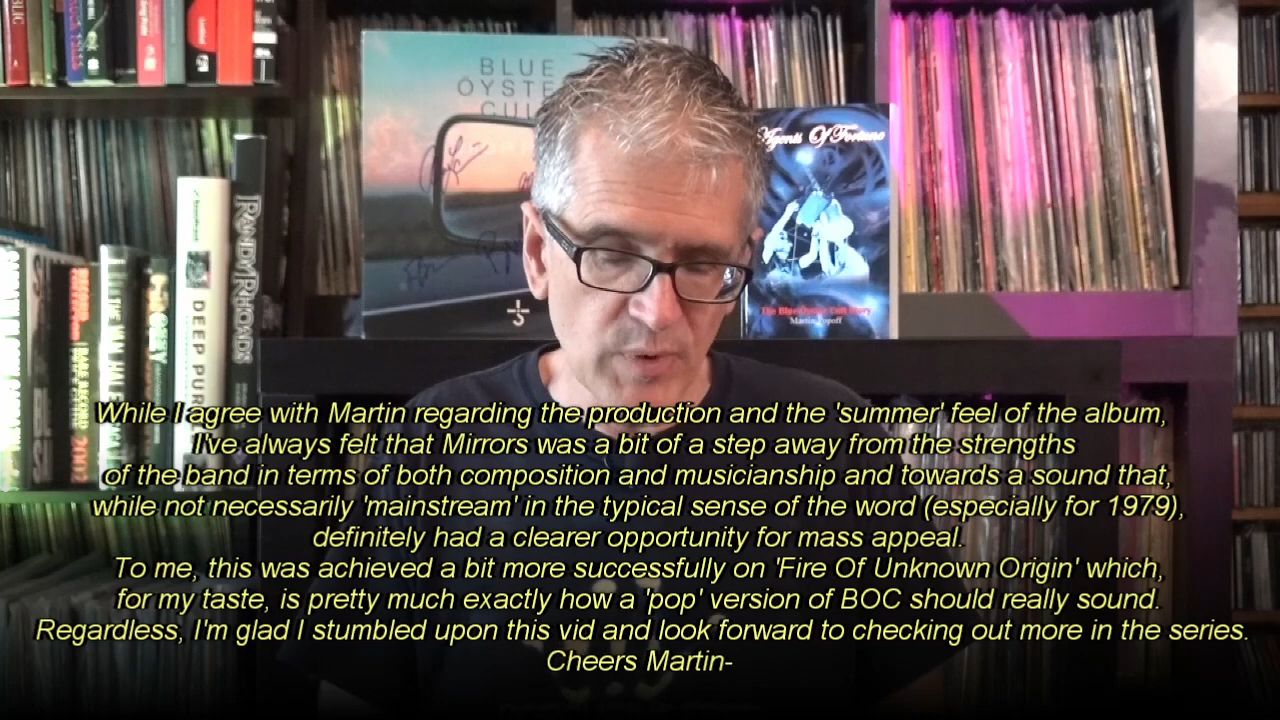 BLUE
ÖYSTE
CUL
Agents Of Fortune
RANDY RHOADS
DEEP PUR
The Blue Öyster Cult Story
Martin Popoff
While I agree with Martin regarding the production and the 'summer' feel of the album,
I've always felt that Mirrors was a bit of a step away from the strengths
of the band in terms of both composition and musicianship and towards a sound that,
while not necessarily 'mainstream' in the typical sense of the word (especially for 1979),
definitely had a clearer opportunity for mass appeal.
To me, this was achieved a bit more successfully on 'Fire Of Unknown Origin' which,
for my taste, is pretty much exactly how a 'pop' version of BOC should really sound.
Regardless, I'm glad I stumbled upon this vid and look forward to checking out more in the series.
Cheers Martin-